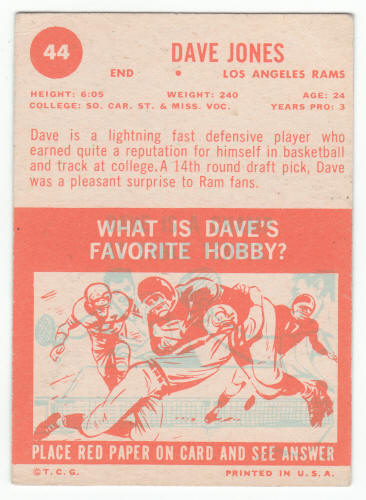 44
DAVE JONES
END • LOS ANGELES RAMS
HEIGHT: 6:05 WEIGHT: 240 AGE: 24
COLLEGE: SO. CAR. ST. & MISS. VOC. YEARS PRO: 3
Dave is a lightning fast defensive player who
earned quite a reputation for himself in basketball
and track at college. A 14th round draft pick, Dave
was a pleasant surprise to Ram fans.
WHAT IS DAVE'S
FAVORITE HOBBY?
PLACE RED PAPER ON CARD AND SEE ANSWER
© T. C. G. PRINTED IN U. S. A.